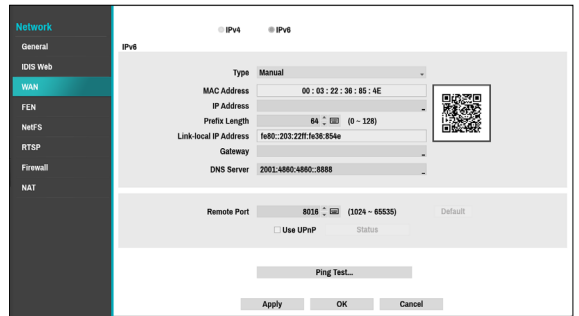 Network
General
IDIS Web
WAN
FEN
NetFS
RTSP
Firewall
NAT
IPv4 IPv6
IPv6
Type Manual
MAC Address 00 : 03 : 22 : 36 : 85 : 4E
IP Address
Prefix Length 64 (0 ~ 128)
Link-local IP Address fe80::203:22ff:fe36:854e
Gateway
DNS Server 2001:4860:4860::8888
Remote Port 8016 (1024 ~ 65535) Default
Use UPnP Status
Ping Test...
Apply OK Cancel